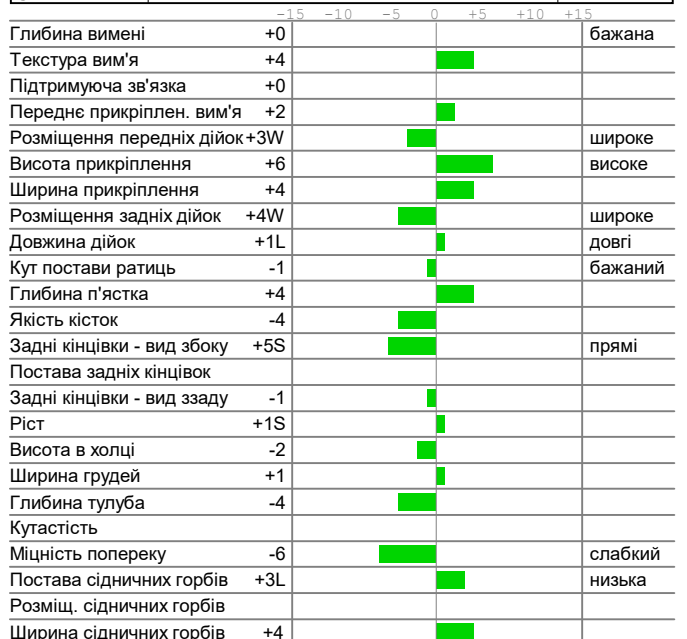 -15 -10 -5 0 +5 +10 +15
Глибина вимені +0 бажана
Текстура вим'я +4
Підтримуюча зв'язка +0
Переднє прикріплен. вим'я +2
Розміщення передніх дійок +3W широке
Висота прикріплення +6 високе
Ширина прикріплення +4
Розміщення задніх дійок +4W широке
Довжина дійок +1L довгі
Кут постави ратиць -1 бажаний
Глибина п'ястка +4
Якість кісток -4
Задні кінцівки - вид збоку +5S прямі
Постава задніх кінцівок
Задні кінцівки - вид ззаду -1
Ріст +1S
Висота в холці -2
Ширина грудей +1
Глибина тулуба -4
Кутастість
Міцність попереку -6 слабкий
Постава сідничних горбів +3L низька
Розміщ. сідничних горбів
Ширина сідничних горбів +4